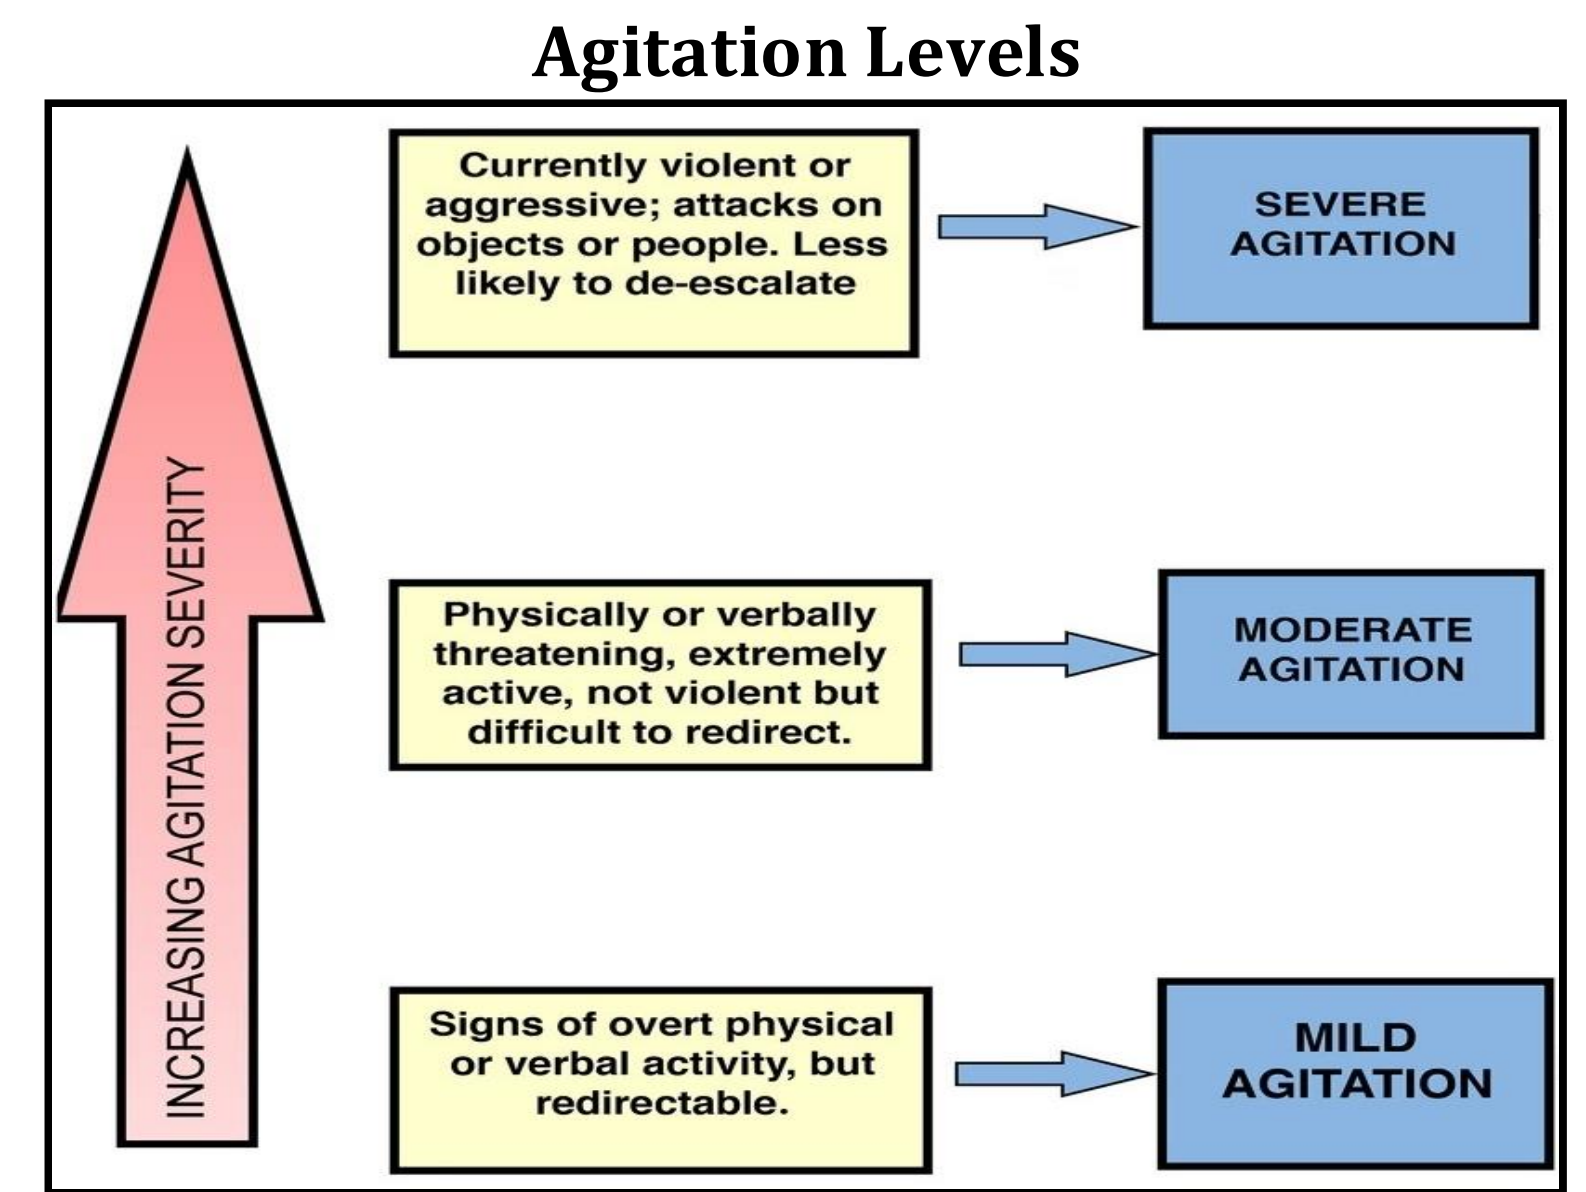 Agitation Levels
Currently violent or
aggressive; attacks on
objects or people. Less
likely to de-escalate
SEVERE
AGITATION
INCREASING AGITATION SEVERITY
Physically or verbally
threatening, extremely
active, not violent but
difficult to redirect.
MODERATE
AGITATION
Signs of overt physical
or verbal activity, but
redirectable.
MILD
AGITATION